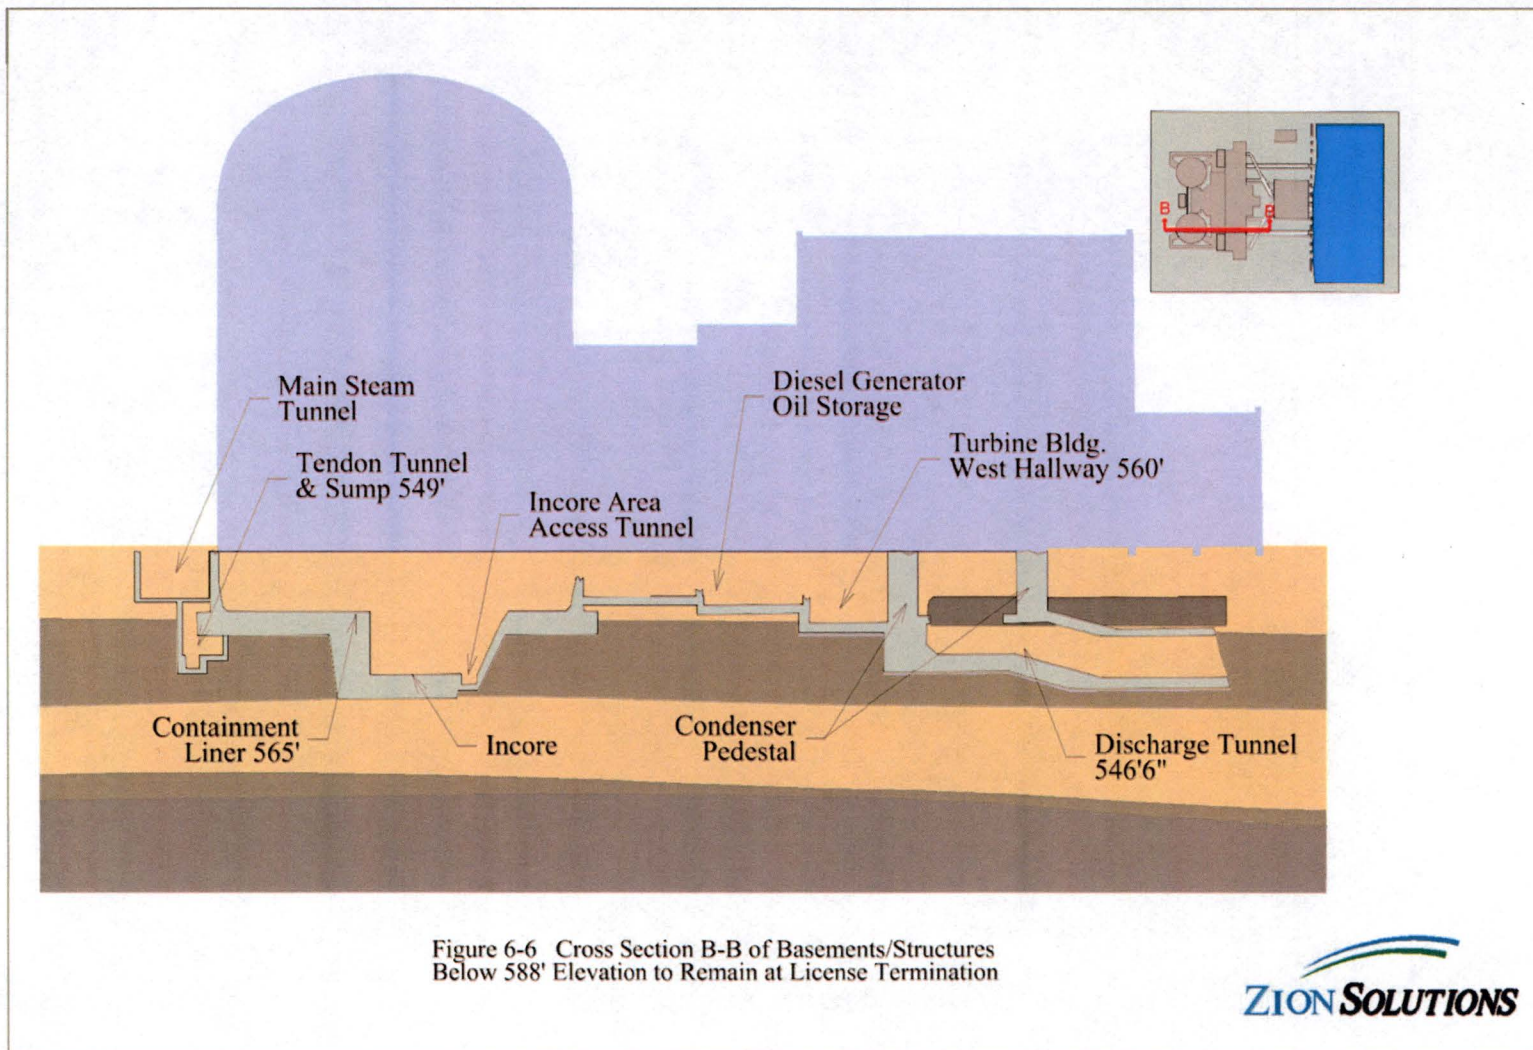 B
B
Main Steam
Tunnel
Tendon Tunnel
& Sump 549'
Incore Area
Access Tunnel
Diesel Generator
Oil Storage
Turbine Bldg.
West Hallway 560'
Containment
Liner 565'
Incore
Condenser
Pedestal
Discharge Tunnel
546'6"
Figure 6-6 Cross Section B-B of Basements/Structures
Below 588' Elevation to Remain at License Termination
ZION SOLUTIONS